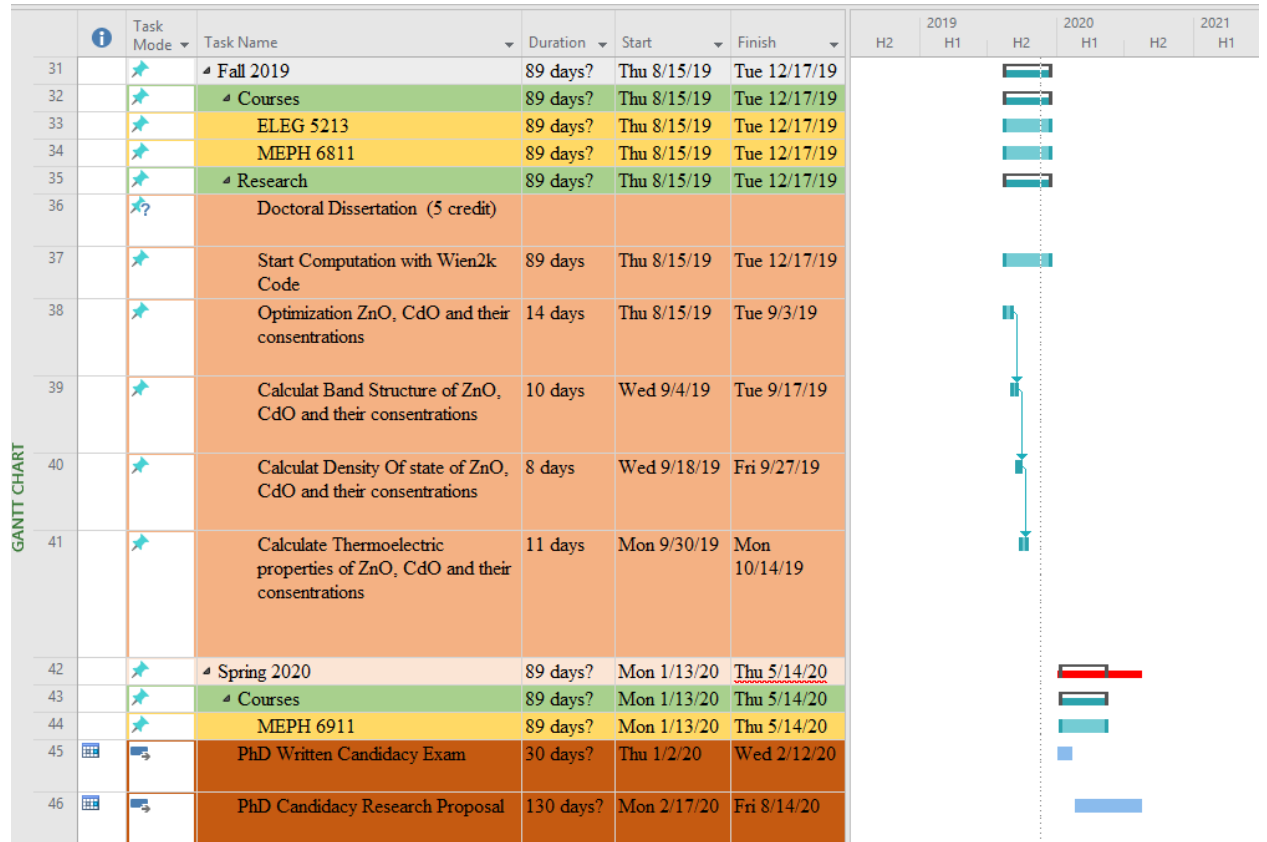 2019 2020 2021
Task
Mode Task Name Duration Start Finish H2 H1 H2 H1 H2 H1
31 Fall 2019 89 days? Thu 8/15/19 Tue 12/17/19
32 Courses 89 days? Thu 8/15/19 Tue 12/17/19
33 ELEG 5213 89 days? Thu 8/15/19 Tue 12/17/19
34 MEPH 6811 89 days? Thu 8/15/19 Tue 12/17/19
35 Research 89 days? Thu 8/15/19 Tue 12/17/19
36 ? Doctoral Dissertation (5 credit)
37 Start Computation with Wien2k 89 days Thu 8/15/19 Tue 12/17/19
Code
38 Optimization ZnO, CdO and their 14 days Thu 8/15/19 Tue 9/3/19
consentrations
39 Calculat Band Structure of ZnO, 10 days Wed 9/4/19 Tue 9/17/19
CdO and their consentrations
40 Calculat Density Of state of ZnO, 8 days Wed 9/18/19 Fri 9/27/19
CdO and their consentrations
GANTT CHART
41 Calculate Thermoelectric 11 days Mon 9/30/19 Mon
properties of ZnO, CdO and their 10/14/19
consentrations
42 Spring 2020 89 days? Mon 1/13/20 Thu 5/14/20
43 Courses 89 days? Mon 1/13/20 Thu 5/14/20
44 MEPH 6911 89 days? Mon 1/13/20 Thu 5/14/20
45 PhD Written Candidacy Exam 30 days? Thu 1/2/20 Wed 2/12/20
46 PhD Candidacy Research Proposal 130 days? Mon 2/17/20 Fri 8/14/20